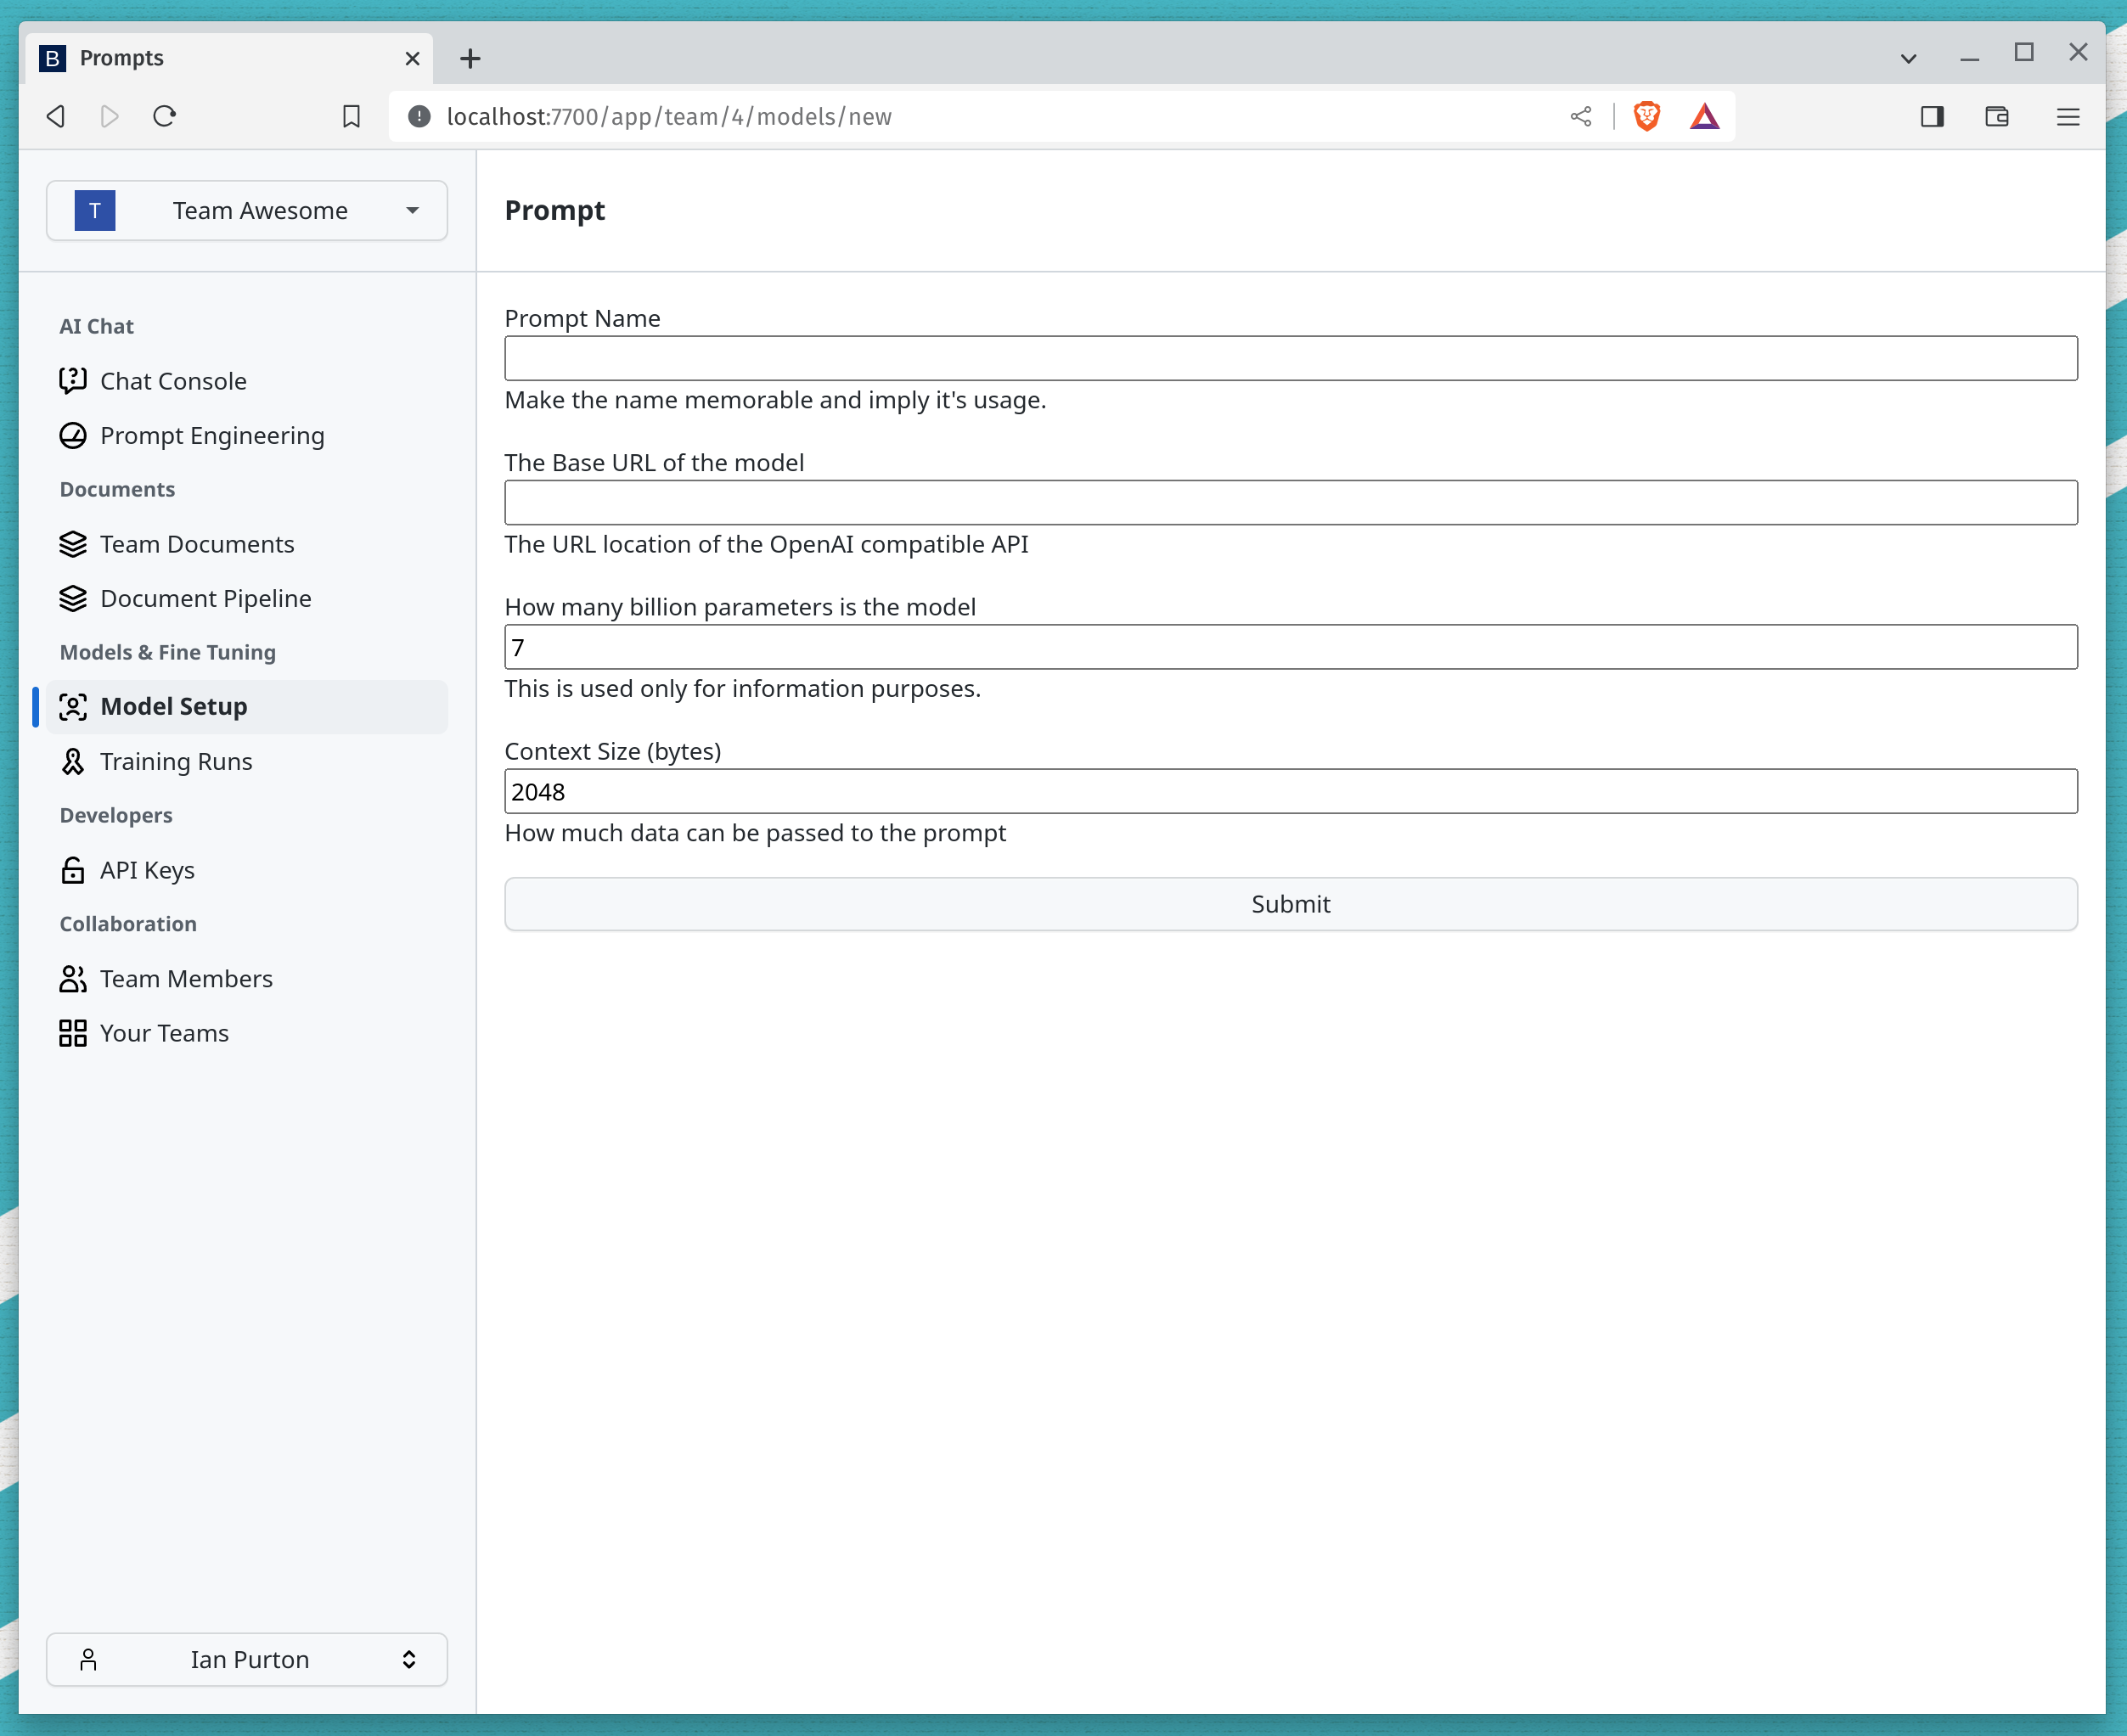 B Prompts
localhost:7700/app/team/4/models/new
T Team Awesome
AI Chat
Chat Console
Prompt Engineering
Documents
Team Documents
Document Pipeline
Models & Fine Tuning
Model Setup
Training Runs
Developers
API Keys
Collaboration
Team Members
Your Teams
Ian Purton
Prompt
Prompt Name
Make the name memorable and imply it's usage.
The Base URL of the model
The URL location of the OpenAI compatible API
How many billion parameters is the model
7
This is used only for information purposes.
Context Size (bytes)
2048
How much data can be passed to the prompt
Submit